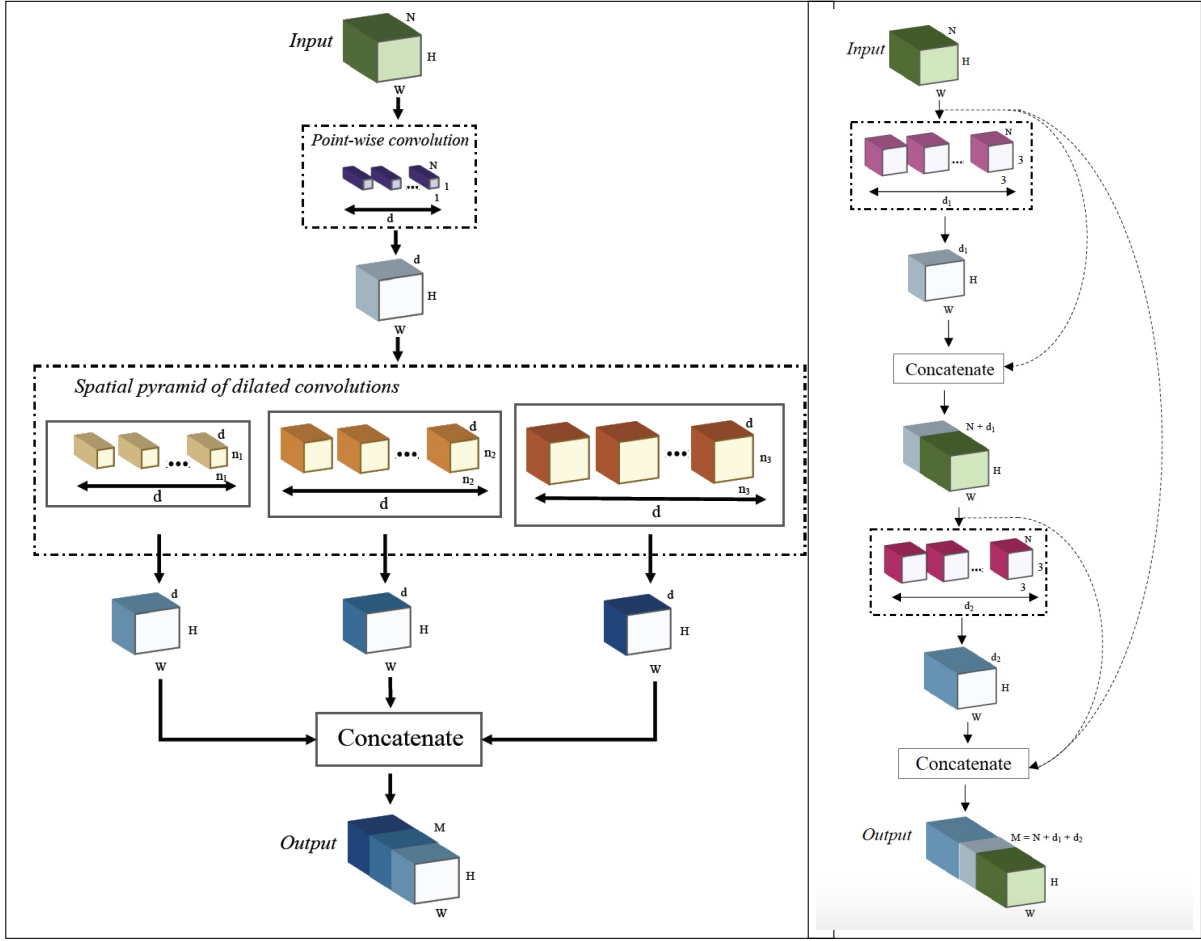 Input
N
H
W
Point-wise convolution
N
...
1
1
d
d
H
W
Spatial pyramid of dilated convolutions
d
n₁
...
n₁
d
d
n₂
...
n₂
d
d
n₃
...
n₃
d
d
H
W
d
H
W
d
H
W
Concatenate
Output
M
H
W
Input
N
H
W
N
3
...
3
d₁
d₁
H
W
Concatenate
N + d₁
H
W
N
3
...
3
d₂
d₂
H
W
Concatenate
Output
M = N + d₁ + d₂
H
W